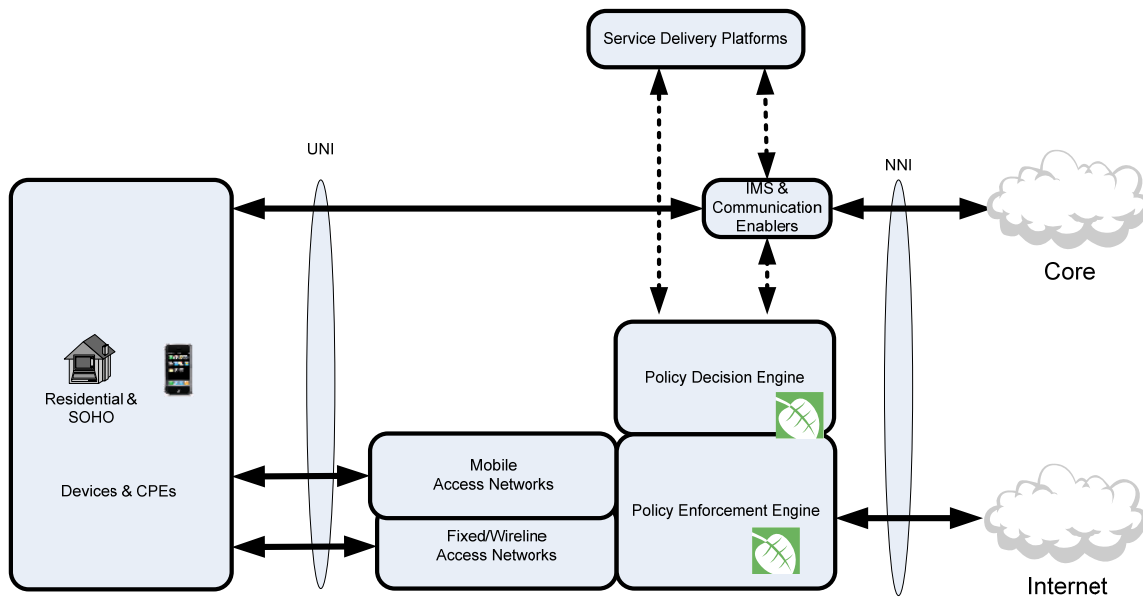 Service Delivery Platforms
UNI
NNI
IMS &
Communication
Enablers
Core
Policy Decision Engine
Residential &
SOHO
Devices & CPEs
Mobile
Access Networks
Policy Enforcement Engine
Fixed/Wireline
Access Networks
Internet